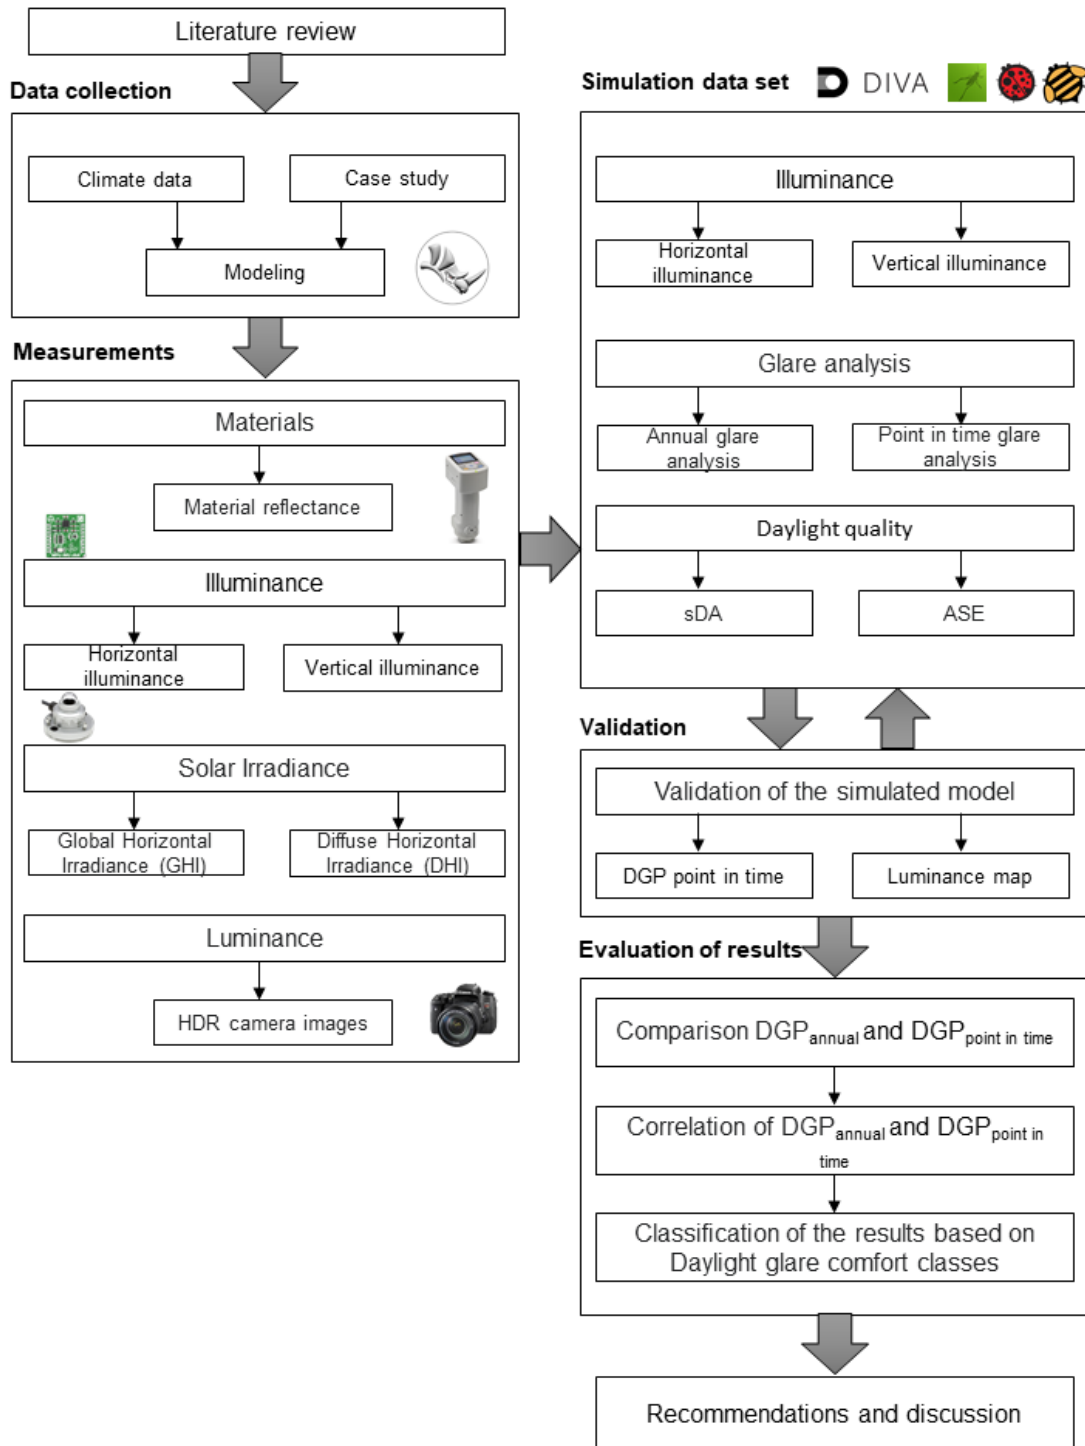 Literature review
Data collection
Climate data
Case study
Modeling
Measurements
Materials
Material reflectance
Illuminance
Horizontal
illuminance
Vertical illuminance
Solar Irradiance
Global Horizontal
Irradiance (GHI)
Diffuse Horizontal
Irradiance (DHI)
Luminance
HDR camera images
Simulation data set
DIVA
Illuminance
Horizontal
illuminance
Vertical illuminance
Glare analysis
Annual glare
analysis
Point in time glare
analysis
Daylight quality
sDA
ASE
Validation
Validation of the simulated model
DGP point in time
Luminance map
Evaluation of results
Comparison DGPannual and DGPpoint in time
Correlation of DGPannual and DGPpoint in
time
Classification of the results based on
Daylight glare comfort classes
Recommendations and discussion